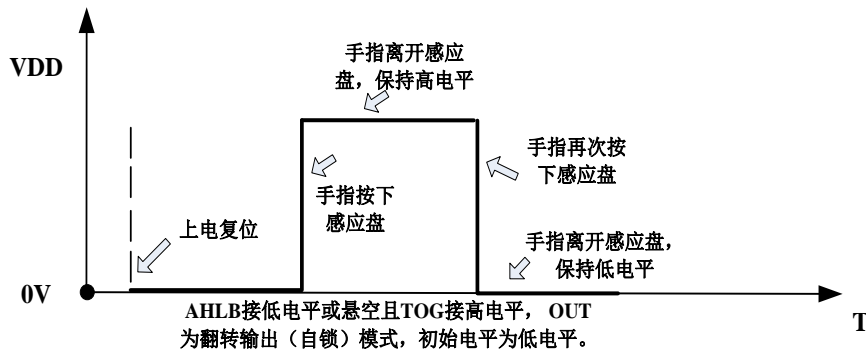 VDD
手指离开感应
盘，保持高电平
手指再次按
下感应盘
手指按下
感应盘
上电复位
手指离开感应盘，
保持低电平
0V
T
AHLB接低电平或悬空且TOG接高电平， OUT
为翻转输出（自锁）模式，初始电平为低电平。